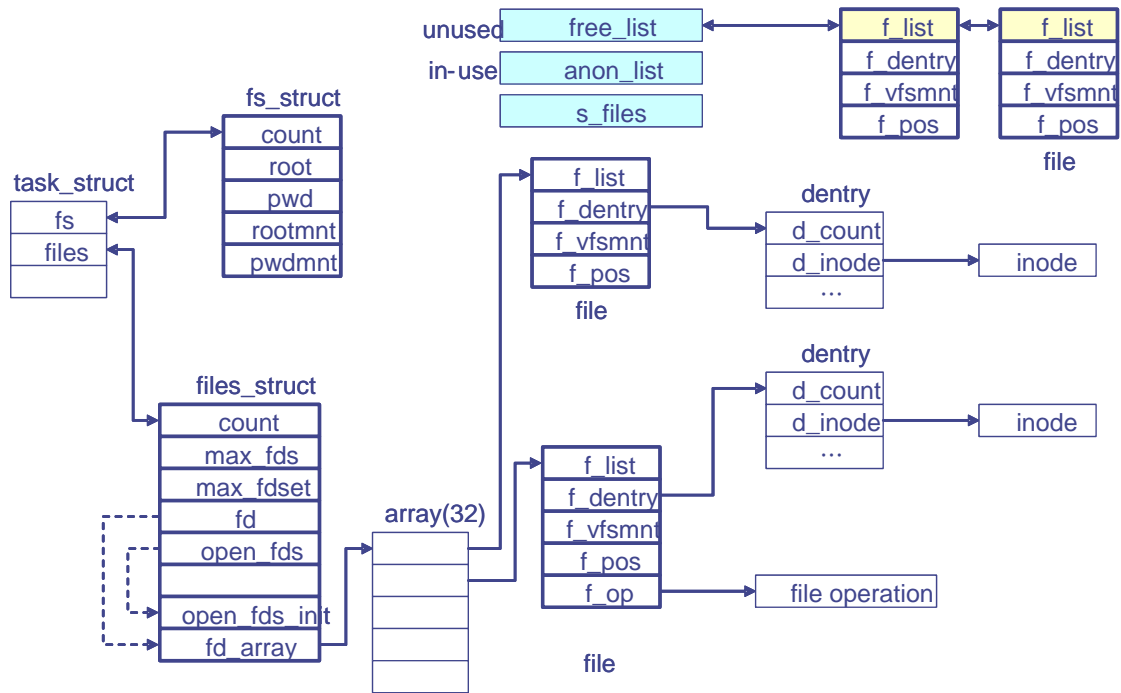 unused
free_list
in-use
anon_list
s_files
f_list
f_dentry
f_vfsmnt
f_pos
f_list
f_dentry
f_vfsmnt
f_pos
file
fs_struct
count
root
pwd
rootmnt
pwdmnt
task_struct
fs
files
f_list
f_dentry
f_vfsmnt
f_pos
file
dentry
d_count
d_inode
...
inode
files_struct
count
max_fds
max_fdset
fd
open_fds
open_fds_init
fd_array
array(32)
f_list
f_dentry
f_vfsmnt
f_pos
f_op
file
dentry
d_count
d_inode
...
inode
file operation